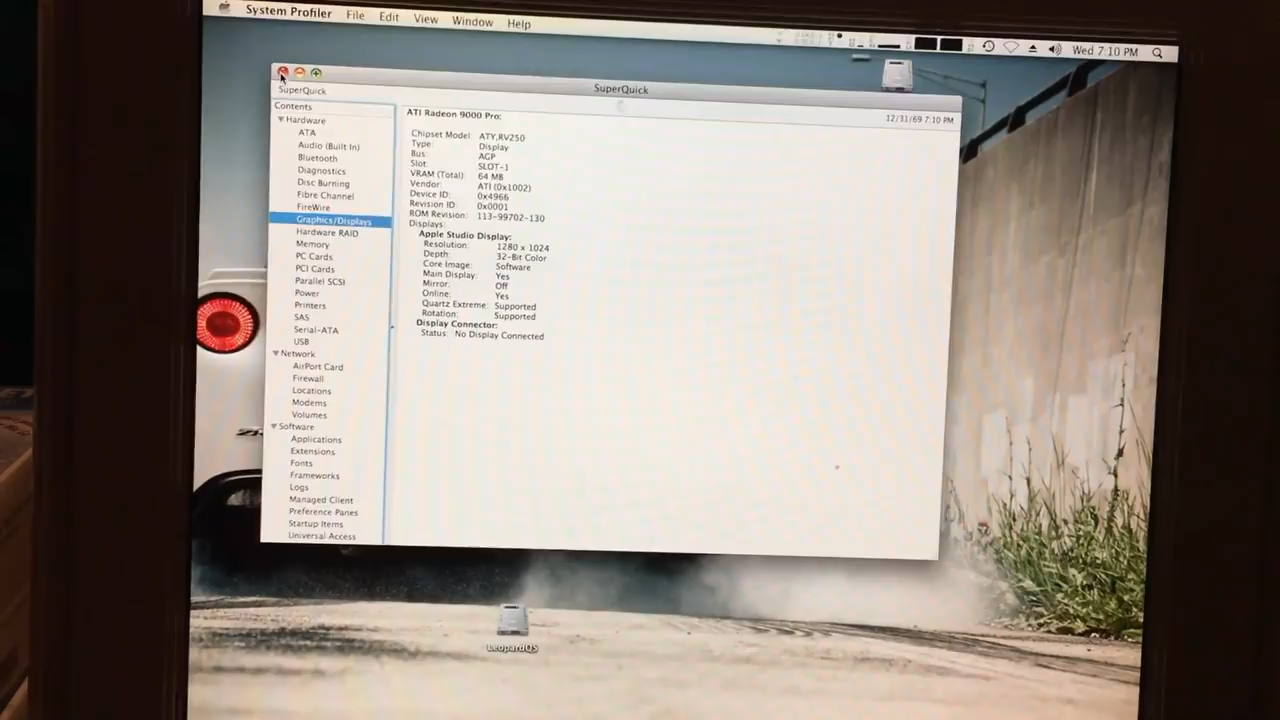 System Profiler File Edit View Window Help
Wed 7:10 PM
SuperQuick
SuperQuick
12/31/69 7:10 PM
Contents
Hardware
ATA
Audio (Built In)
Bluetooth
Diagnostics
Disc Burning
Fibre Channel
FireWire
Graphics/Displays
Hardware RAID
Memory
PC Cards
PCI Cards
Parallel SCSI
Power
Printers
SAS
Serial-ATA
USB
Network
AirPort Card
Firewall
Locations
Modems
Volumes
Software
Applications
Extensions
Fonts
Frameworks
Logs
Managed Client
Preference Panes
Startup Items
Universal Access
ATI Radeon 9000 Pro:
Chipset Model: ATY,RV250
Type: Display
Bus: AGP
Slot: SLOT-1
VRAM (Total): 64 MB
Vendor: ATI (0x1002)
Device ID: 0x4966
Revision ID: 0x0001
ROM Revision: 113-99702-130
Displays:
Apple Studio Display:
Resolution: 1280 x 1024
Depth: 32-Bit Color
Core Image: Software
Main Display: Yes
Mirror: Off
Online: Yes
Quartz Extreme: Supported
Rotation: Supported
Display Connector:
Status: No Display Connected
LeopardQS